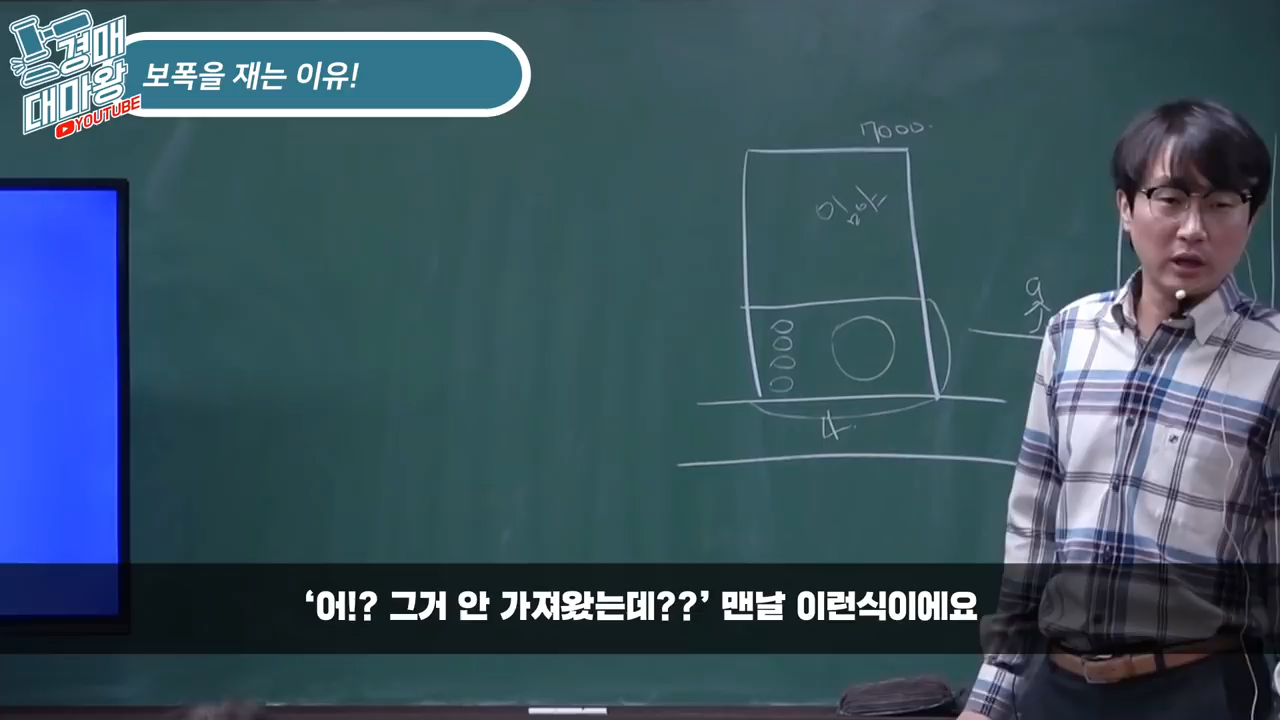 경매
대마왕
YOUTUBE
보폭을 재는 이유!
7000.
4.
‘어!? 그거 안 가져왔는데??’ 맨날 이런식이에요